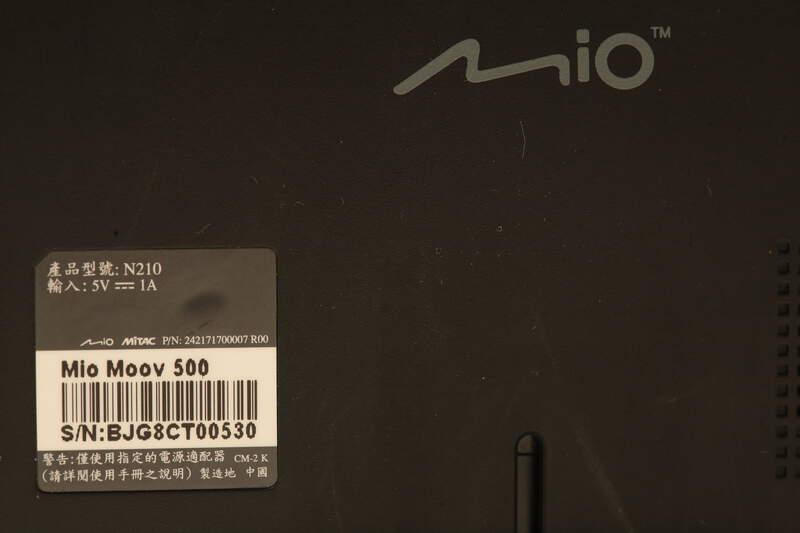 mio™
產品型號: N210
輸入: 5V ⎓ 1A
mio MiTAC P/N: 242171700007 R00
Mio Moov 500
S/N:BJG8CT00530
警告:僅使用指定的電源適配器 CM-2 K
(請詳閱使用手冊之說明) 製造地 中國